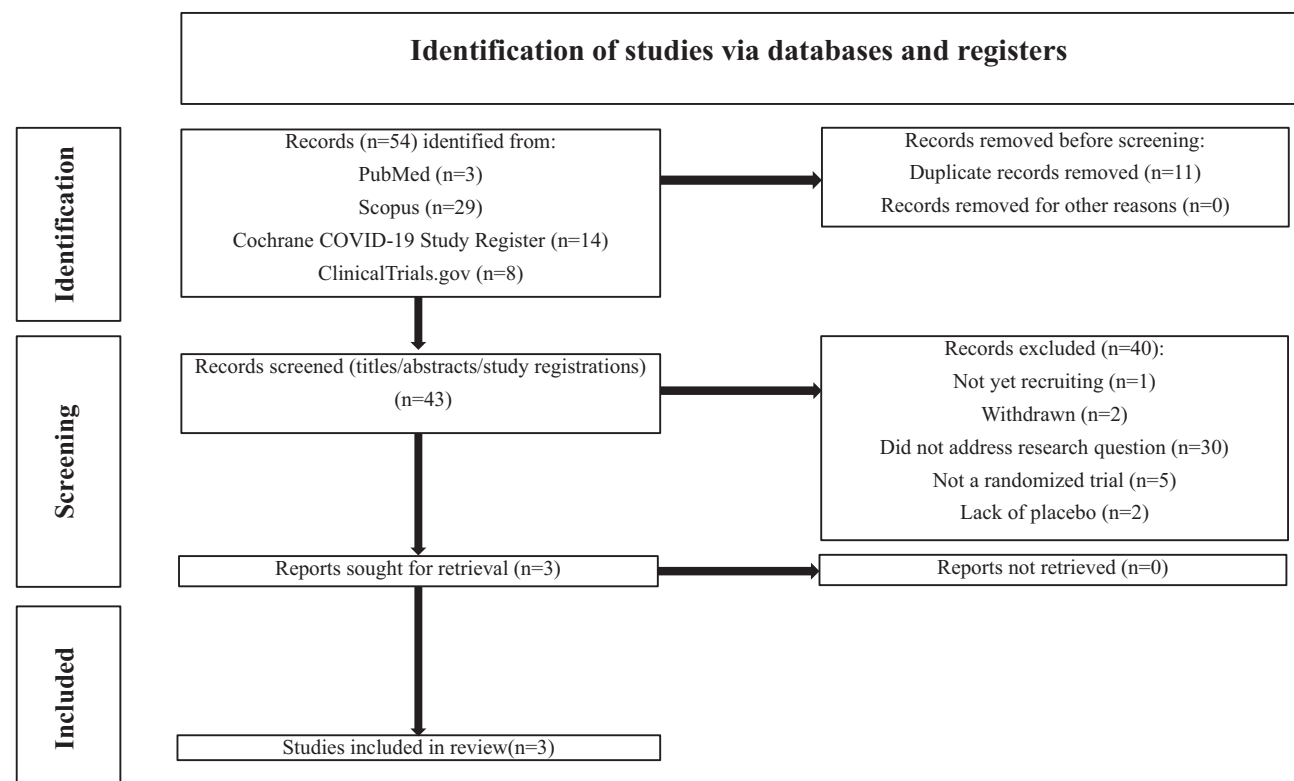 Identification of studies via databases and registers
Identification
Records (n=54) identified from:
PubMed (n=3)
Scopus (n=29)
Cochrane COVID-19 Study Register (n=14)
ClinicalTrials.gov (n=8)
Records removed before screening:
Duplicate records removed (n=11)
Records removed for other reasons (n=0)
Screening
Records screened (titles/abstracts/study registrations)
(n=43)
Records excluded (n=40):
Not yet recruiting (n=1)
Withdrawn (n=2)
Did not address research question (n=30)
Not a randomized trial (n=5)
Lack of placebo (n=2)
Reports sought for retrieval (n=3)
Reports not retrieved (n=0)
Included
Studies included in review(n=3)